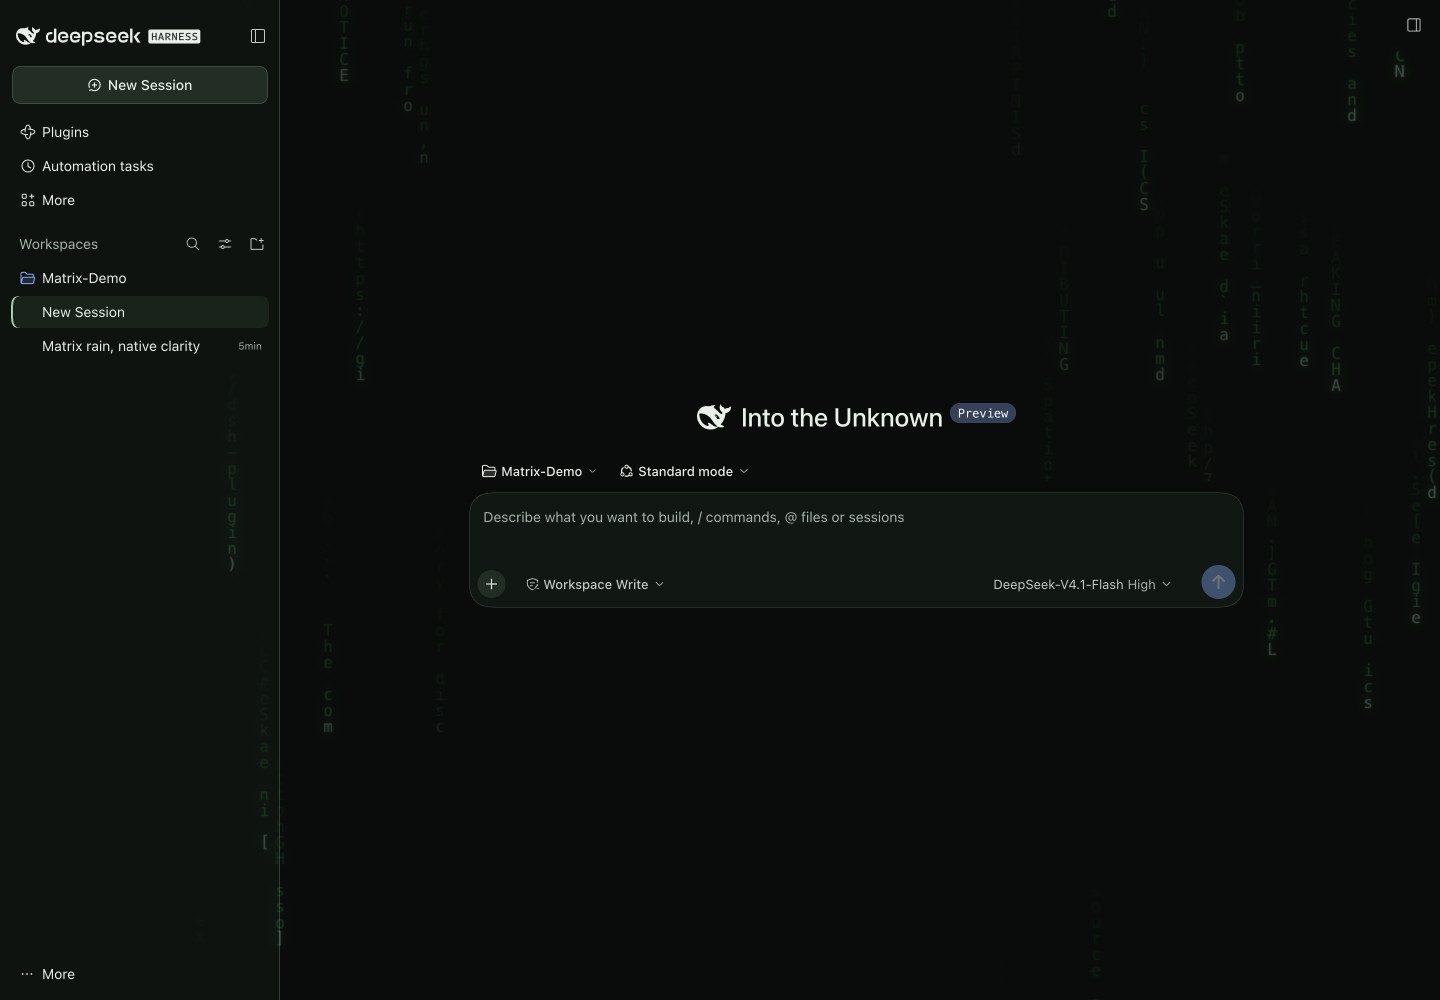 deepseek HARNESS
New Session
Plugins
Automation tasks
More
Workspaces
Matrix-Demo
New Session
Matrix rain, native clarity 5min
More
Into the Unknown Preview
Matrix-Demo Standard mode
Describe what you want to build, / commands, @ files or sessions
Workspace Write
DeepSeek-V4.1-Flash High